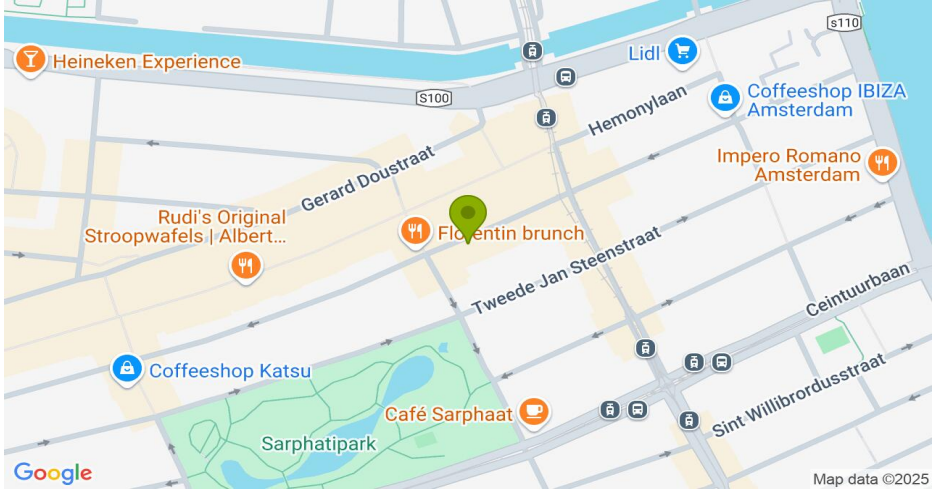 s110
Lidl
Heineken Experience
S100
Hemonylaan
Coffeeshop IBIZA
Amsterdam
Gerard Doustraat
Impero Romano
Amsterdam
Rudi's Original
Stroopwafels | Albert...
Florentin brunch
Tweede Jan Steenstraat
Ceintuurbaan
Coffeeshop Katsu
Sint Willibrordusstraat
Café Sarphaat
Sarphatipark
Google
Map data ©2025